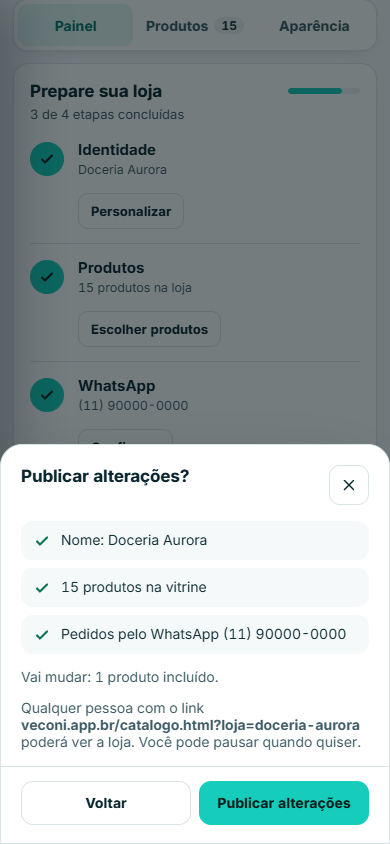 Painel
Produtos 15
Aparência
Prepare sua loja
3 de 4 etapas concluídas
Identidade
Doceria Aurora
Personalizar
Produtos
15 produtos na loja
Escolher produtos
WhatsApp
(11) 90000-0000
Publicar alterações?
Nome: Doceria Aurora
15 produtos na vitrine
Pedidos pelo WhatsApp (11) 90000-0000
Vai mudar: 1 produto incluído.
Qualquer pessoa com o link
veconi.app.br/catalogo.html?loja=doceria-aurora
poderá ver a loja. Você pode pausar quando quiser.
Voltar
Publicar alterações